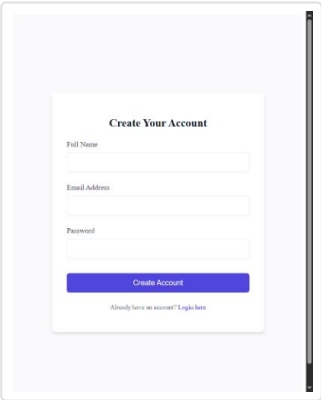 Create Your Account
Full Name
Email Address
Password
Create Account
Already have an account? Login here